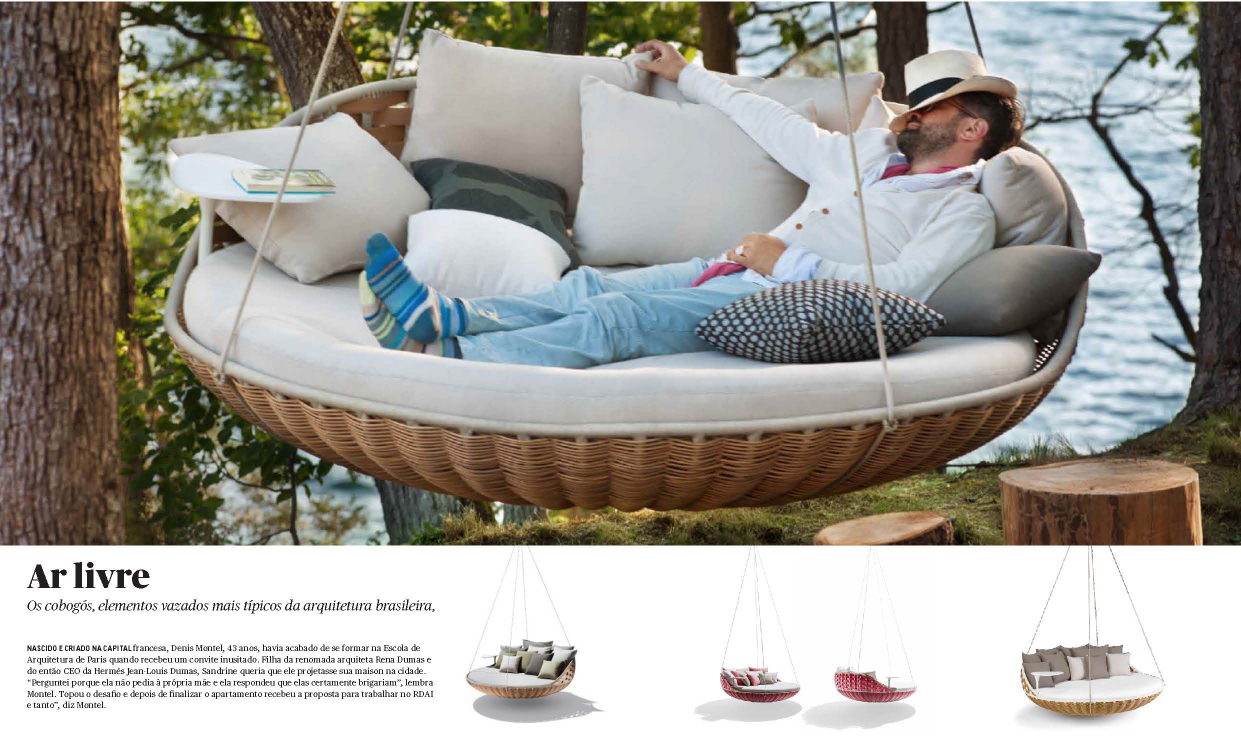 Ar livre
Os cobogós, elementos vazados mais típicos da arquitetura brasileira,
NASCIDO E CRIADO NA CAPITAL francesa, Denis Montel, 43 anos, havia acabado de se formar na Escola de
Arquitetura de Paris quando recebeu um convite inusitado. Filha da renomada arquiteta Rena Dumas e
do então CEO da Hermès Jean-Louis Dumas, Sandrine queria que ele projetasse sua maison na cidade.
“Perguntei porque ela não pedia à própria mãe e ela respondeu que elas certamente brigariam”, lembra
Montel. Topou o desafio e depois de finalizar o apartamento recebeu a proposta para trabalhar no RDAI
e tanto”, diz Montel.